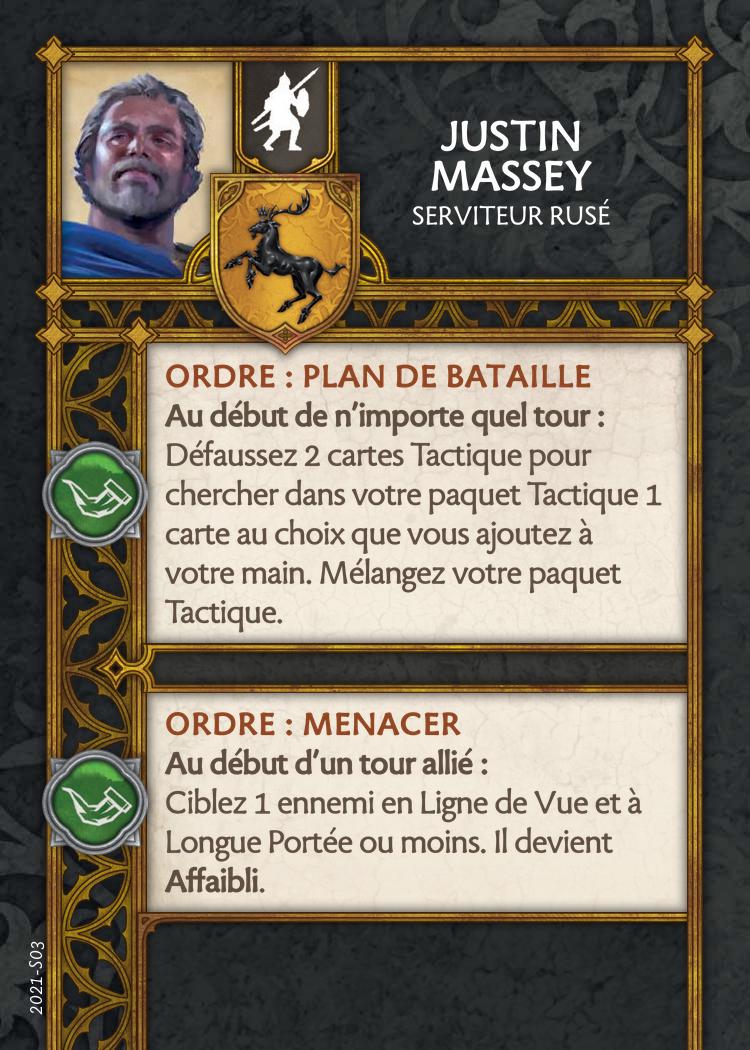 JUSTIN
MASSEY
SERVITEUR RUSÉ
ORDRE : PLAN DE BATAILLE
Au début de n'importe quel tour :
Défaussez 2 cartes Tactique pour
chercher dans votre paquet Tactique 1
carte au choix que vous ajoutez à
votre main. Mélangez votre paquet
Tactique.
ORDRE : MENACER
Au début d'un tour allié :
Ciblez 1 ennemi en Ligne de Vue et à
Longue Portée ou moins. Il devient
Affaibli.
2021-S03